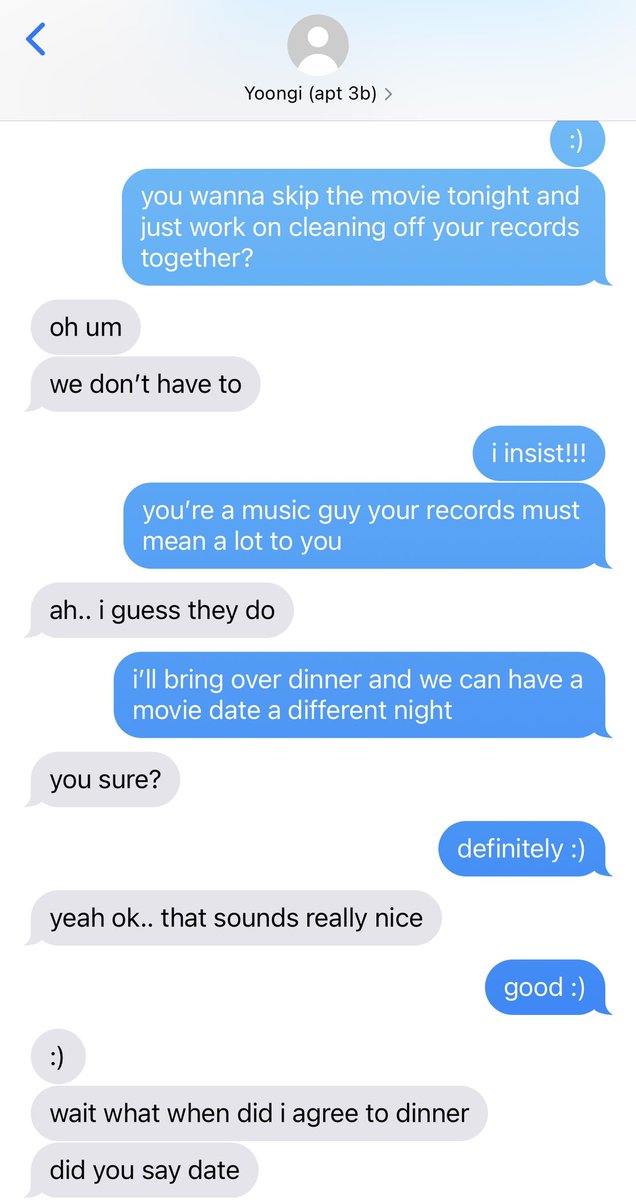 Yoongi (apt 3b)
:)
you wanna skip the movie tonight and
just work on cleaning off your records
together?
oh um
we don’t have to
i insist!!!
you’re a music guy your records must
mean a lot to you
ah.. i guess they do
i’ll bring over dinner and we can have a
movie date a different night
you sure?
definitely :)
yeah ok.. that sounds really nice
good :)
:)
wait what when did i agree to dinner
did you say date